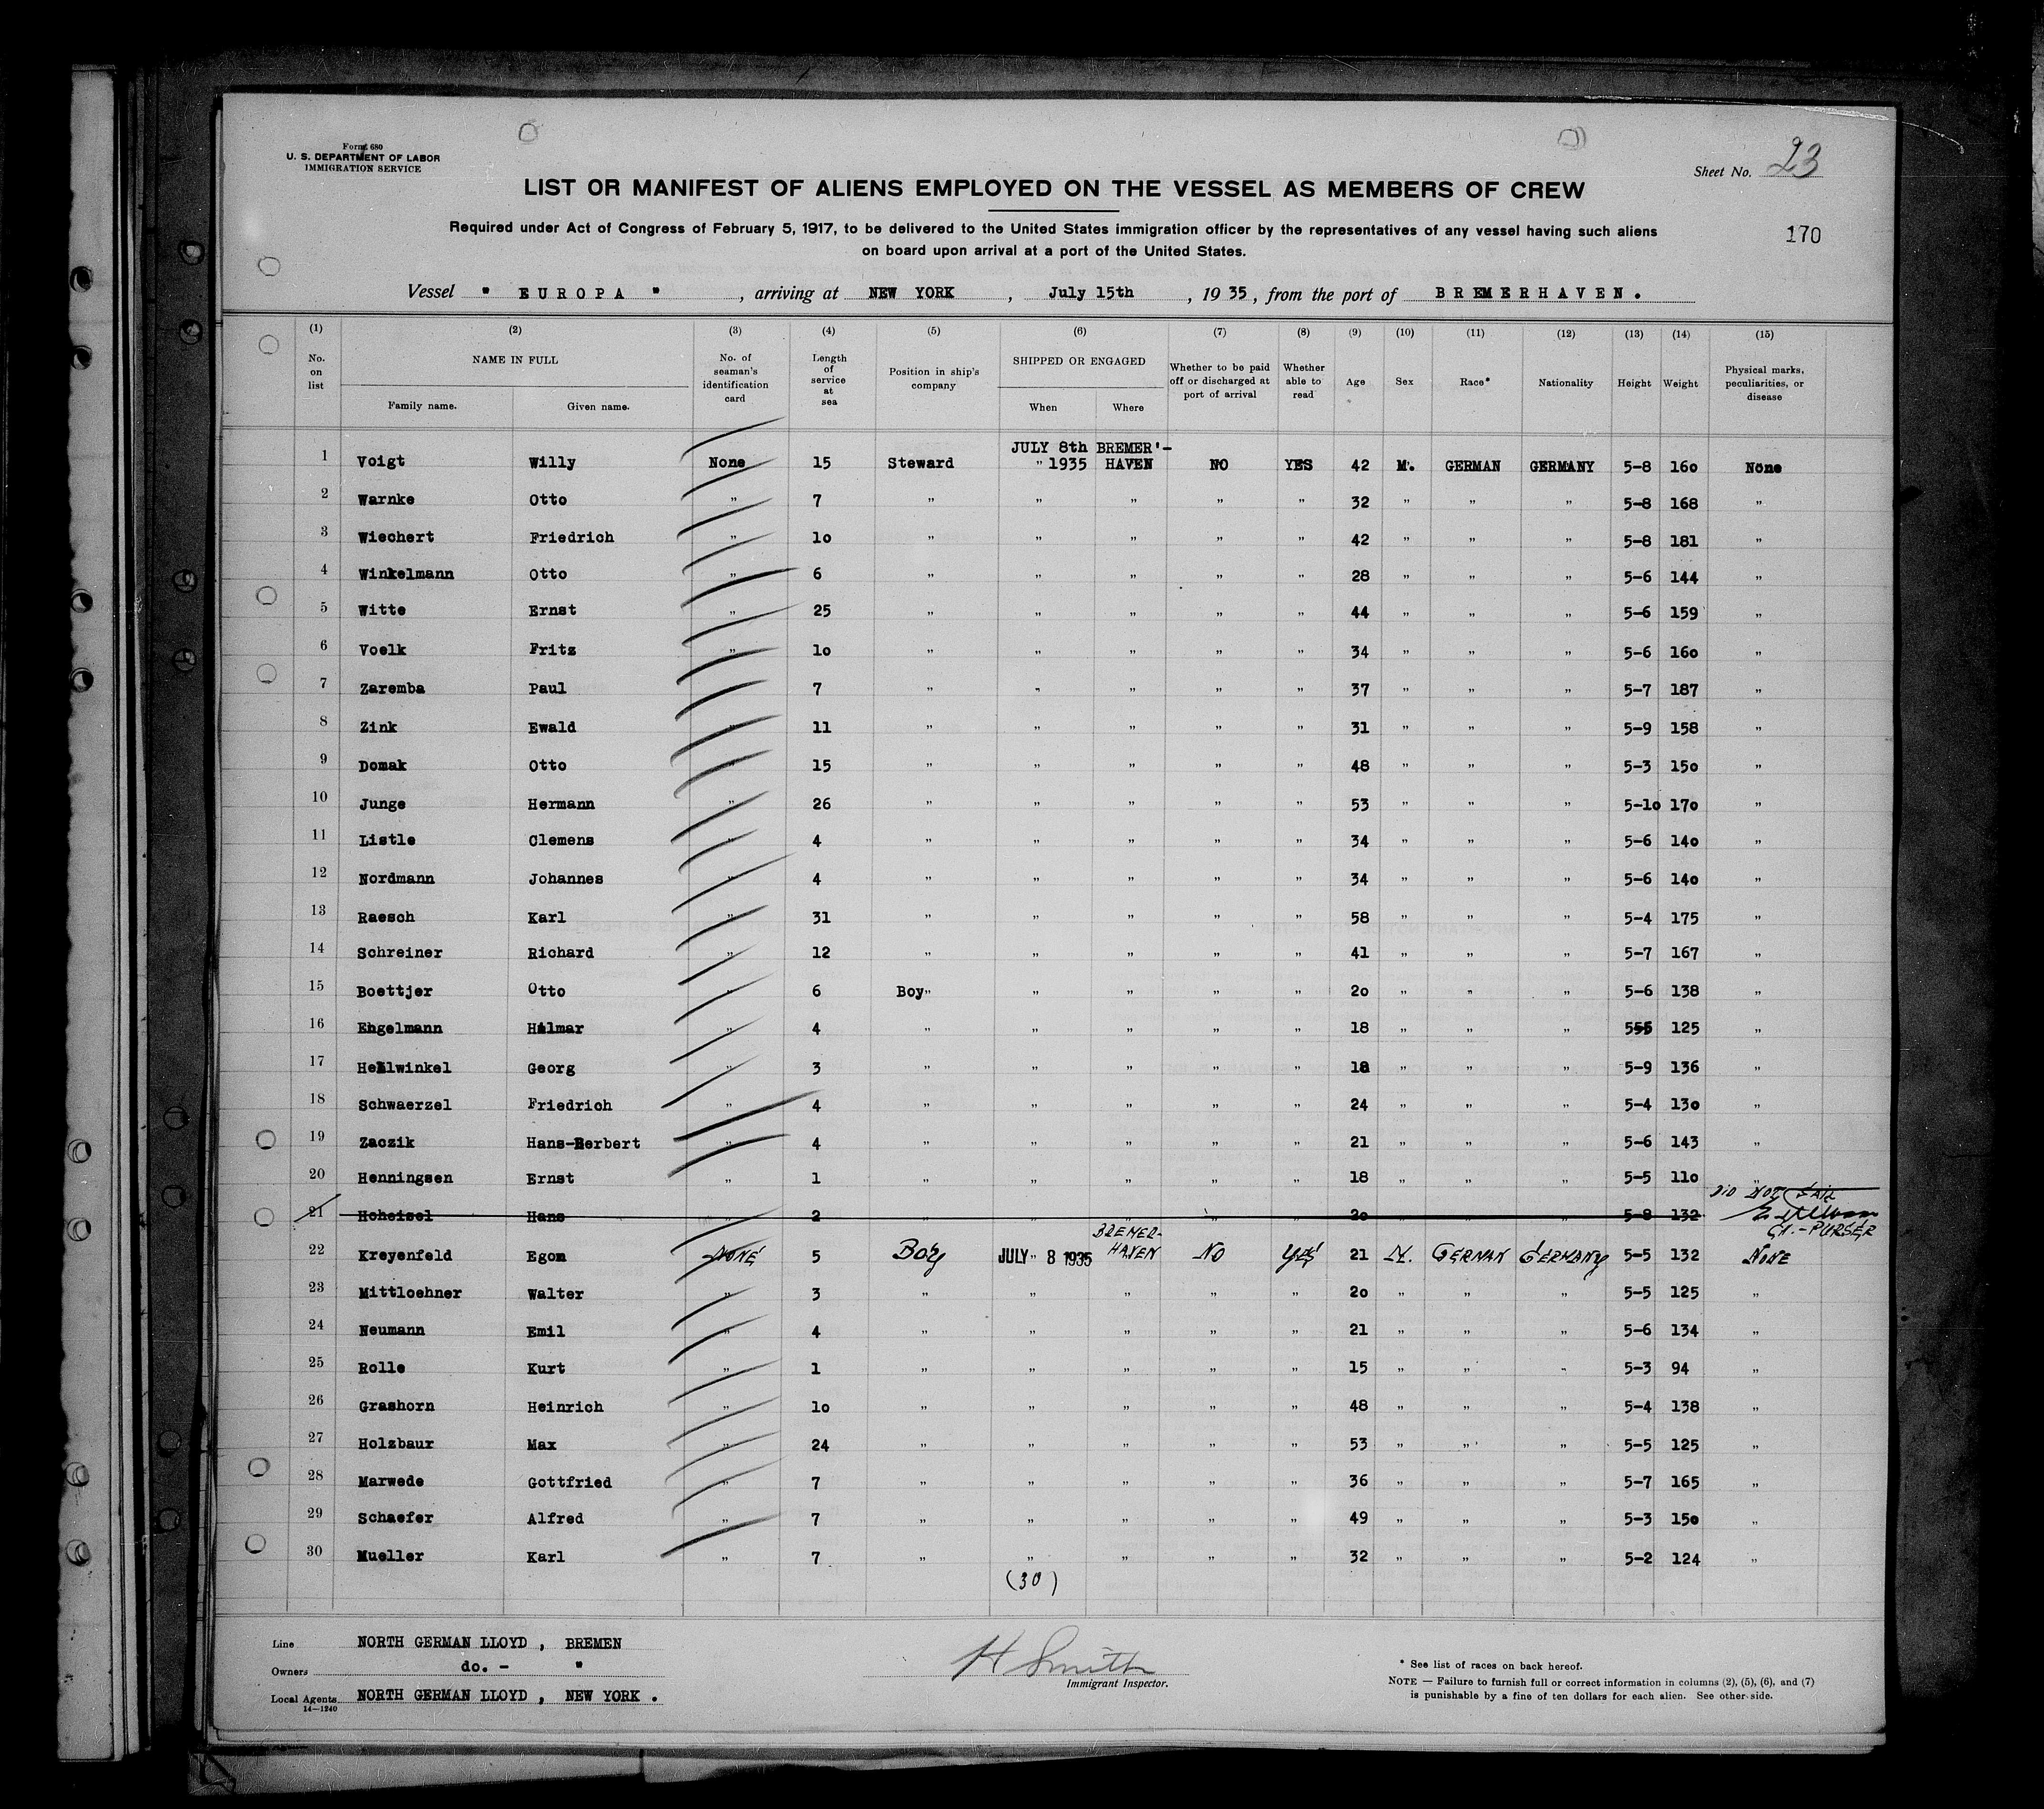 Form 680
U. S. DEPARTMENT OF LABOR
IMMIGRATION SERVICE
Sheet No. 23
LIST OR MANIFEST OF ALIENS EMPLOYED ON THE VESSEL AS MEMBERS OF CREW
Required under Act of Congress of February 5, 1917, to be delivered to the United States immigration officer by the representatives of any vessel having such aliens
on board upon arrival at a port of the United States.
170
Vessel " EUROPA " , arriving at NEW YORK , July 15th , 1935 , from the port of BREMERHAVEN.
(1) (2) (3) (4) (5) (6) (7) (8) (9) (10) (11) (12) (13) (14) (15)
No. on list NAME IN FULL Family name. Given name. No. of seaman's identification card Length of service at sea Position in ship's company SHIPPED OR ENGAGED When Where Whether to be paid off or discharged at port of arrival Whether able to read Age Sex Race* Nationality Height Weight Physical marks, peculiarities, or disease
JULY 8th BREMER'-
1 Voigt Willy None 15 Steward " 1935 HAVEN NO YES 42 M. GERMAN GERMANY 5-8 160 None
2 Warnke Otto " 7 " " " " " 32 " " " 5-8 168 "
3 Wiechert Friedrich " 10 " " " " " 42 " " " 5-8 181 "
4 Winkelmann Otto " 6 " " " " " 28 " " " 5-6 144 "
5 Witte Ernst " 25 " " " " " 44 " " " 5-6 159 "
6 Voelk Fritz " 10 " " " " " 34 " " " 5-6 160 "
7 Zaremba Paul " 7 " " " " " 37 " " " 5-7 187 "
8 Zink Ewald " 11 " " " " " 31 " " " 5-9 158 "
9 Domak Otto " 15 " " " " " 48 " " " 5-3 150 "
10 Junge Hermann " 26 " " " " " 53 " " " 5-10 170 "
11 Listle Clemens " 4 " " " " " 34 " " " 5-6 140 "
12 Nordmann Johannes " 4 " " " " " 34 " " " 5-6 140 "
13 Raesch Karl " 31 " " " " " 58 " " " 5-4 175 "
14 Schreiner Richard " 12 " " " " " 41 " " " 5-7 167 "
15 Boettjer Otto " 6 Boy" " " " " 20 " " " 5-6 138 "
16 Engelmann Hilmar " 4 " " " " " 18 " " " 5-5 125 "
17 Hellwinkel Georg " 3 " " " " " 18 " " " 5-9 136 "
18 Schwaerzel Friedrich " 4 " " " " " 24 " " " 5-4 130 "
19 Zaczik Hans-Herbert " 4 " " " " " 21 " " " 5-6 143 "
20 Henningsen Ernst " 1 " " " " " 18 " " " 5-5 110 "
DID NOT SAIL
21 Hoheisel Hans " 2 " " " " " 20 " " " 5-8 132
CH.-PURSER
BREMER-
22 Kreyenfeld Egon NONE 5 Boy JULY 8 1935 HAVEN NO YES 21 M. GERMAN GERMANY 5-5 132 NONE
23 Mittloehner Walter " 3 " " " " " 20 " " " 5-5 125 "
24 Neumann Emil " 4 " " " " " 21 " " " 5-6 134 "
25 Rolle Kurt " 1 " " " " " 15 " " " 5-3 94 "
26 Grashorn Heinrich " 10 " " " " " 48 " " " 5-4 138 "
27 Holzbaur Max " 24 " " " " " 53 " " " 5-5 125 "
28 Marwede Gottfried " 7 " " " " " 36 " " " 5-7 165 "
29 Schaefer Alfred " 7 " " " " " 49 " " " 5-3 150 "
30 Mueller Karl " 7 " " " " " 32 " " " 5-2 124 "
(30)
Line NORTH GERMAN LLOYD , BREMEN
Owners do. - "
Local Agents NORTH GERMAN LLOYD , NEW YORK .
14—1240
H Smith
Immigrant Inspector.
* See list of races on back hereof.
NOTE — Failure to furnish full or correct information in columns (2), (5), (6), and (7)
is punishable by a fine of ten dollars for each alien. See other side.